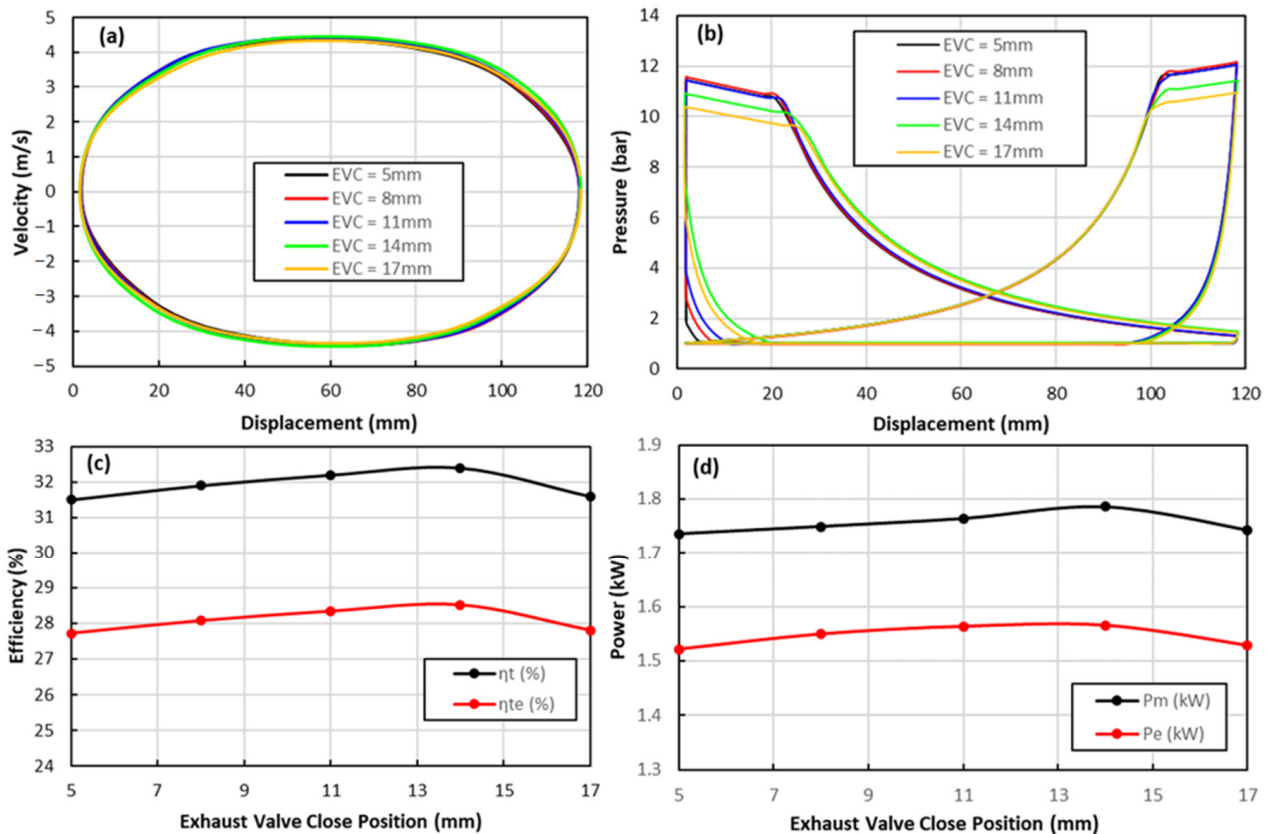 (a)
5
4
3
2
1
0
−1
−2
−3
−4
−5
Velocity (m/s)
EVC = 5mm
EVC = 8mm
EVC = 11mm
EVC = 14mm
EVC = 17mm
0 20 40 60 80 100 120
Displacement (mm)
(b)
14
12
10
8
6
4
2
0
Pressure (bar)
EVC = 5mm
EVC = 8mm
EVC = 11mm
EVC = 14mm
EVC = 17mm
0 20 40 60 80 100 120
Displacement (mm)
(c)
33
32
31
30
29
28
27
26
25
24
Efficiency (%)
ηt (%)
ηte (%)
5 7 9 11 13 15 17
Exhaust Valve Close Position (mm)
(d)
1.9
1.8
1.7
1.6
1.5
1.4
1.3
Power (kW)
Pm (kW)
Pe (kW)
5 7 9 11 13 15 17
Exhaust Valve Close Position (mm)